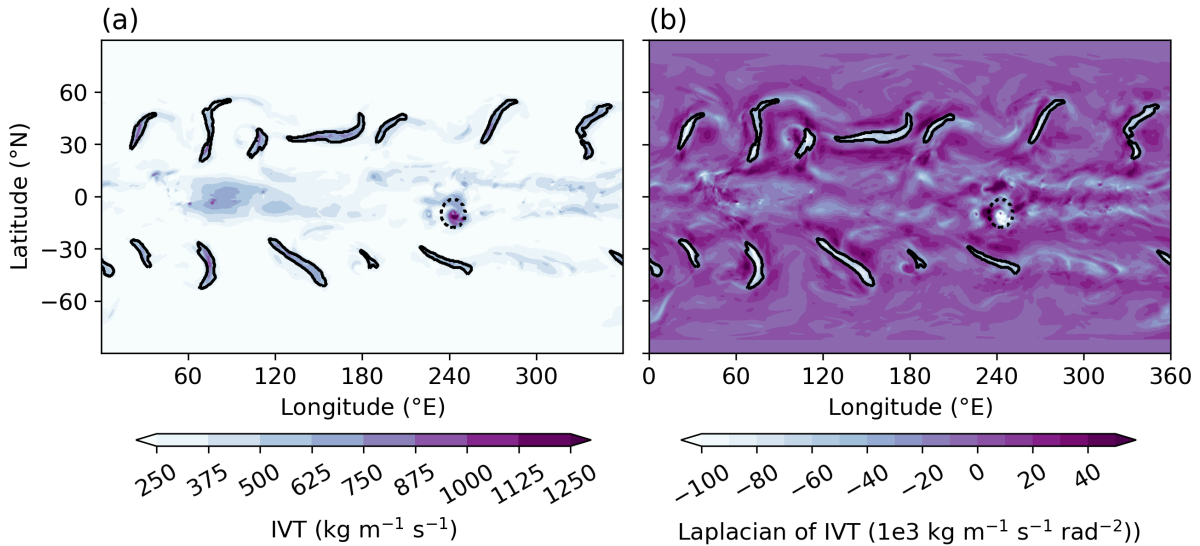 (a)
(b)
Latitude (°N)
60
30
0
−30
−60
60 120 180 240 300
0 60 120 180 240 300 360
Longitude (°E)
Longitude (°E)
250 375 500 625 750 875 1000 1125 1250
−100 −80 −60 −40 −20 0 20 40
IVT (kg m⁻¹ s⁻¹)
Laplacian of IVT (1e3 kg m⁻¹ s⁻¹ rad⁻²))